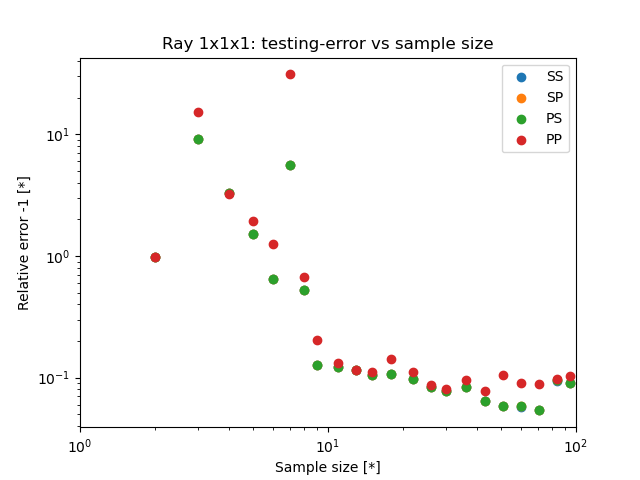 Ray 1x1x1: testing-error vs sample size
SS
SP
PS
PP
Relative error -1 [*]
10¹
10⁰
10⁻¹
10⁰
10¹
10²
Sample size [*]